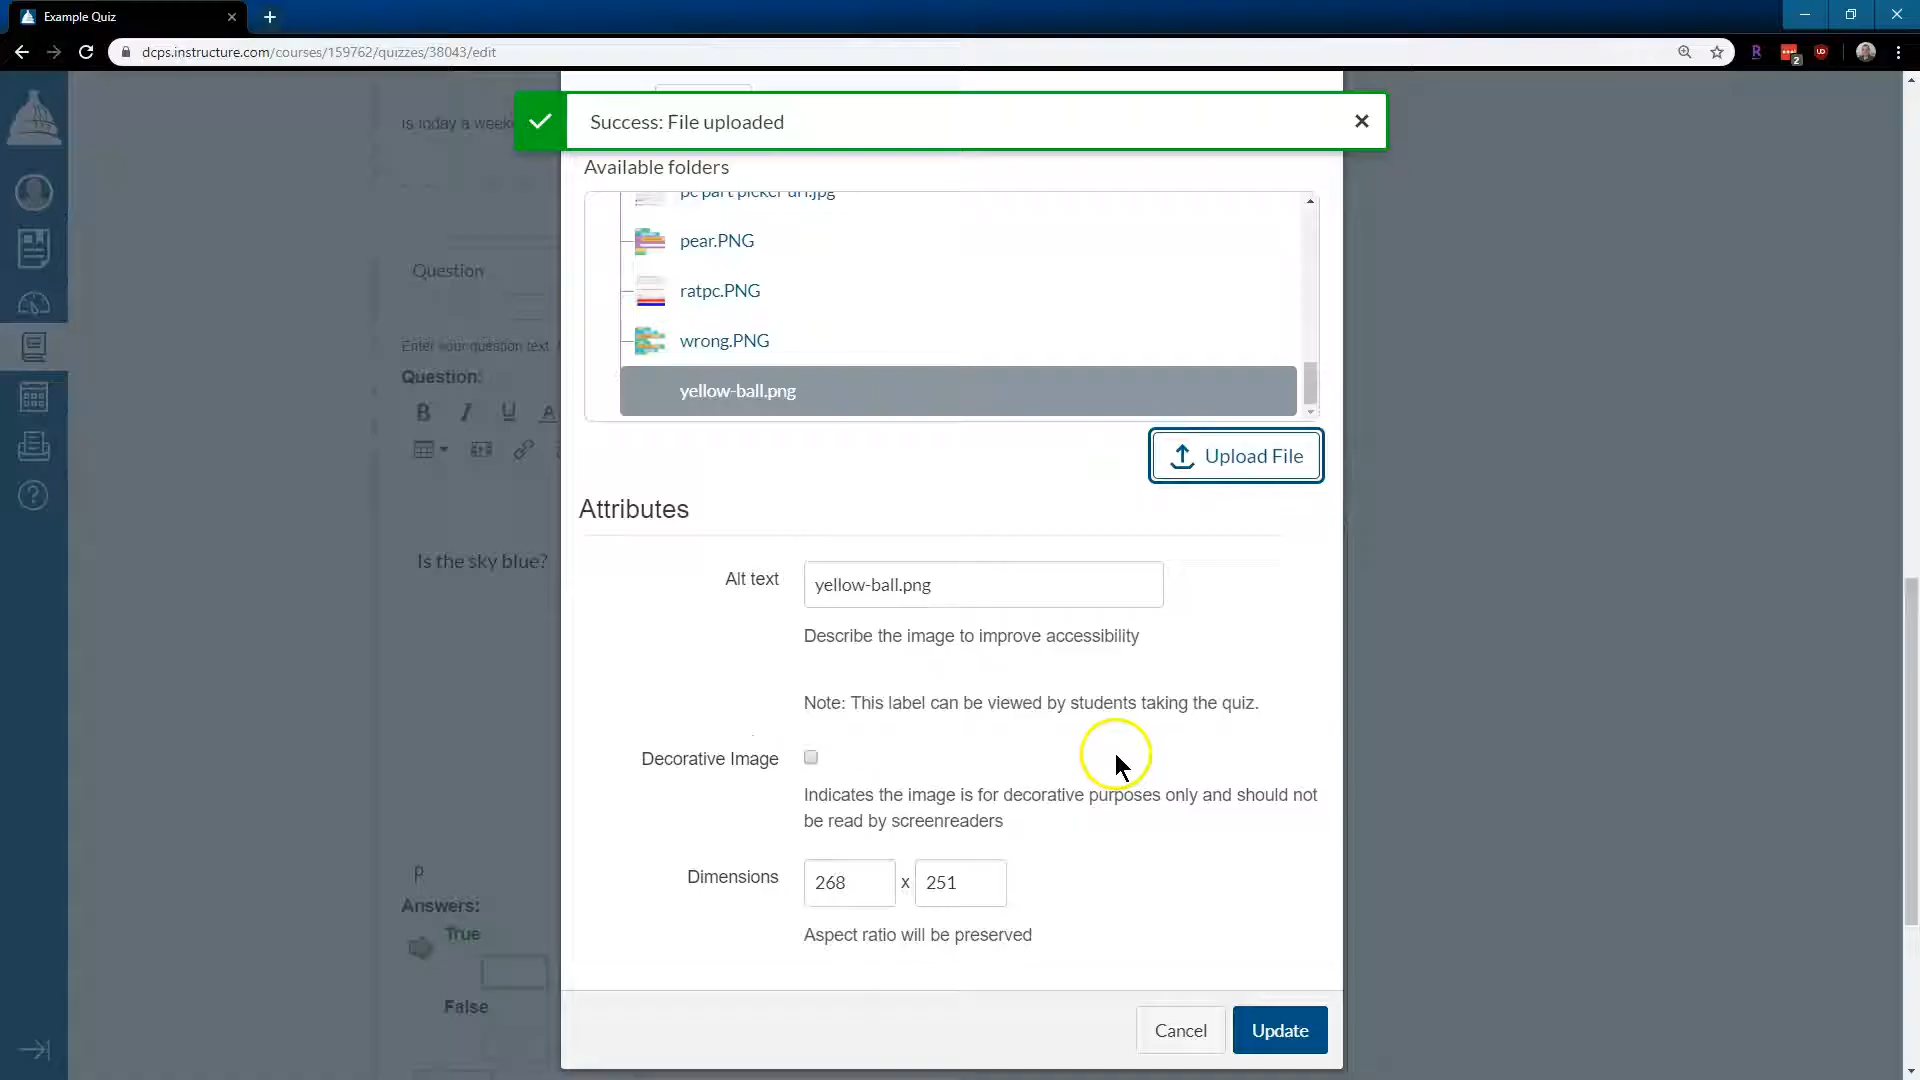 Example Quiz
dcps.instructure.com/courses/159762/quizzes/38043/edit
2
Success: File uploaded
Available folders
pc part picker url.jpg
pear.PNG
ratpc.PNG
wrong.PNG
yellow-ball.png
Upload File
Attributes
Alt text
yellow-ball.png
Describe the image to improve accessibility
Note: This label can be viewed by students taking the quiz.
Decorative Image
Indicates the image is for decorative purposes only and should not
be read by screenreaders
Dimensions
268 x 251
Aspect ratio will be preserved
Cancel
Update
Question
Enter your question text
Question:
B I U A
Is the sky blue?
p
Answers:
True
False